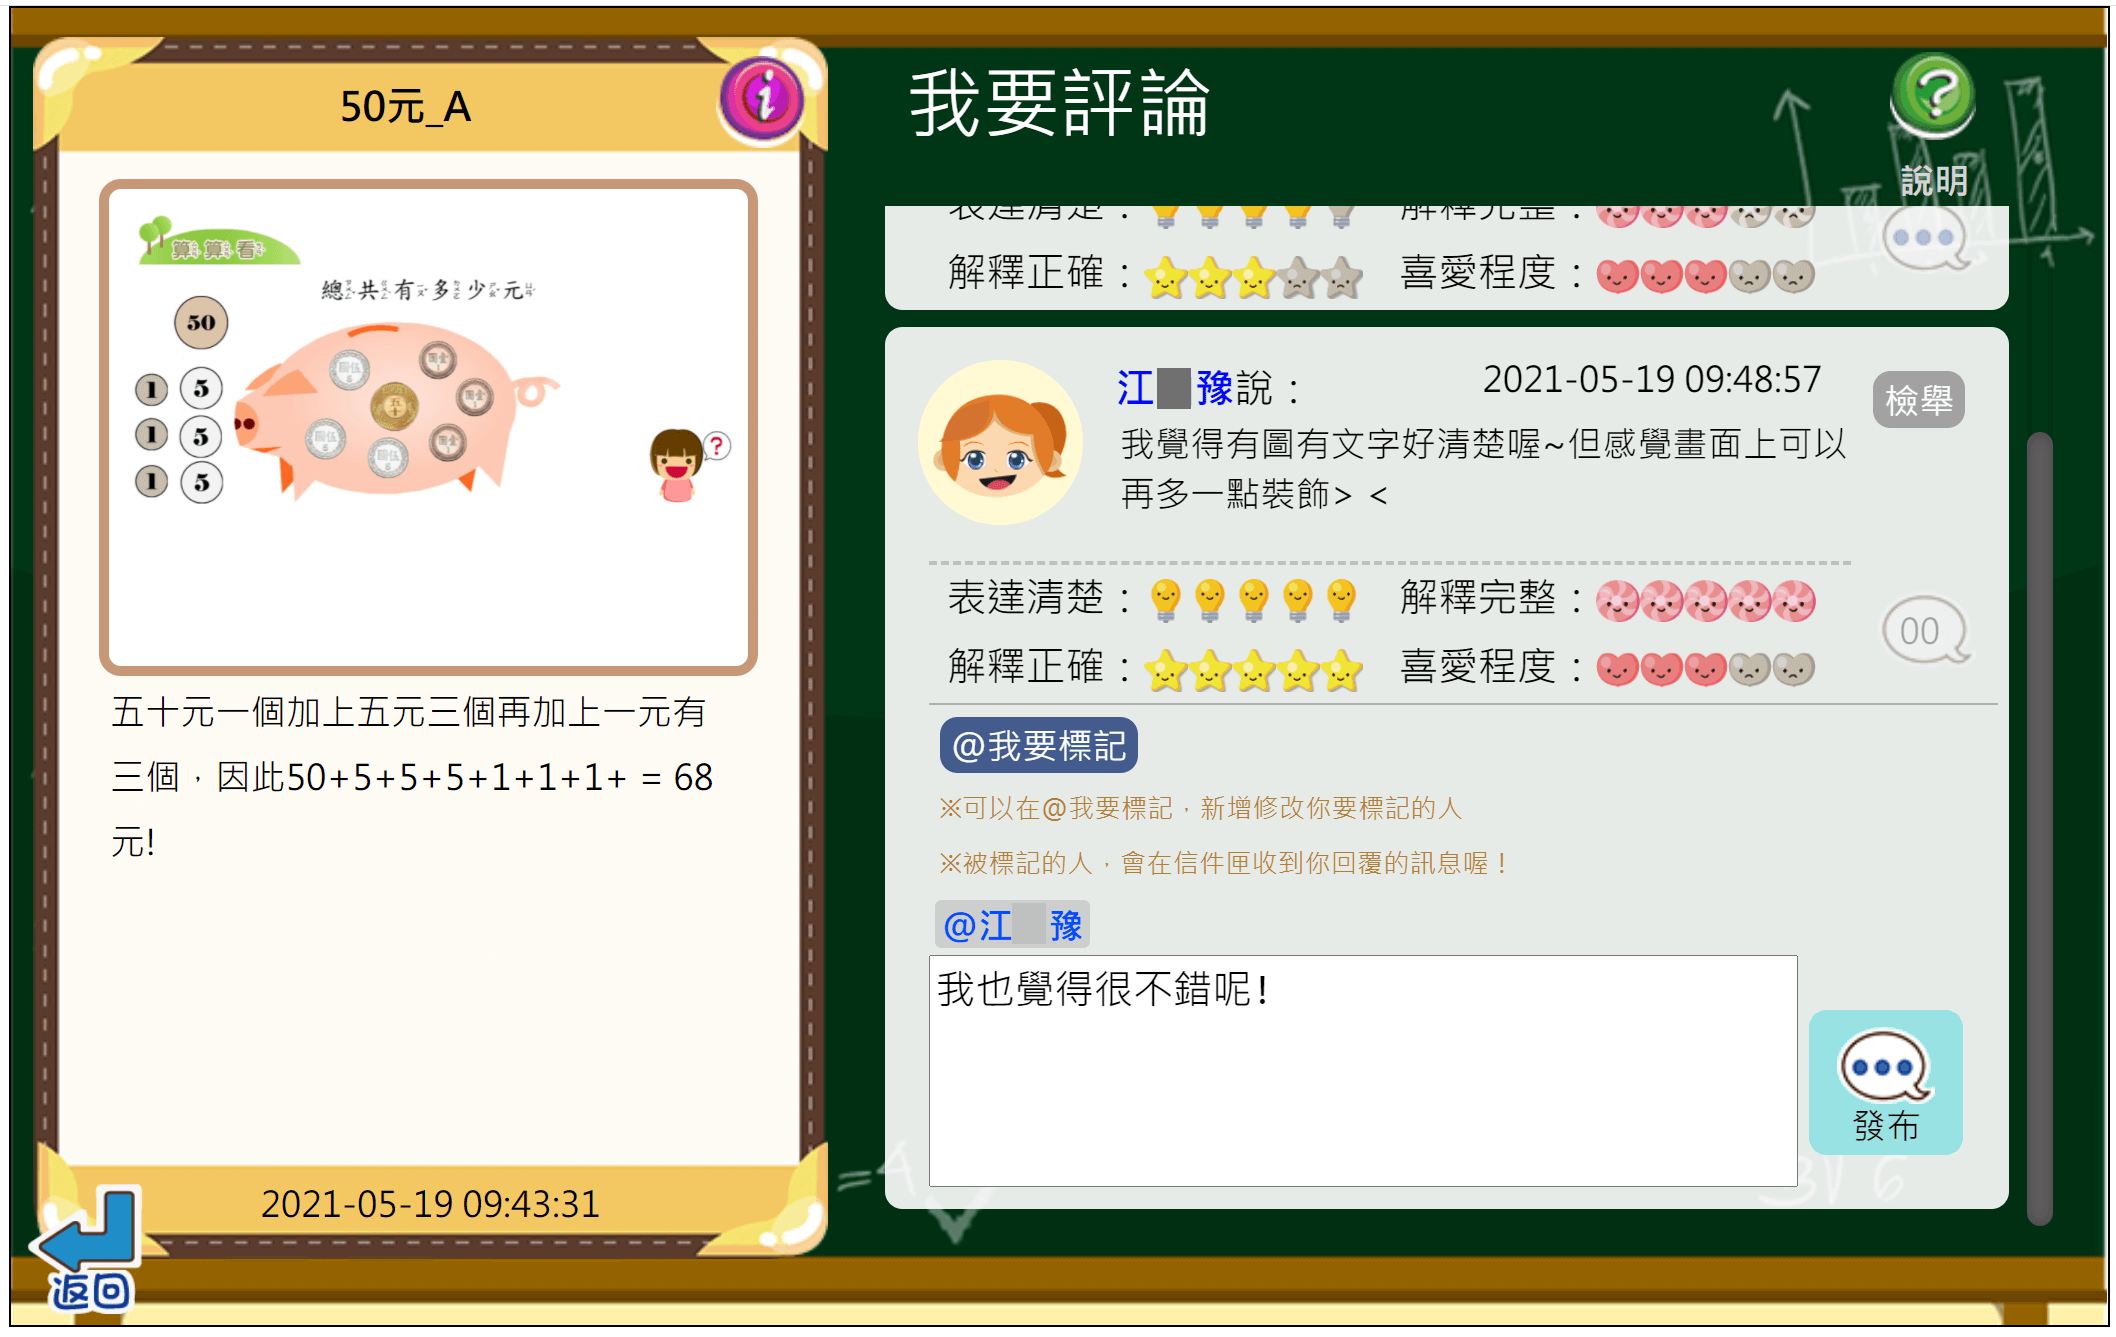 50元_A
算算看
總共有多少元
50
1 5
1 5
1 5
五十元一個加上五元三個再加上一元有
三個，因此50+5+5+5+1+1+1+ = 68
元!
2021-05-19 09:43:31
返回
我要評論
說明
表達清楚： 解釋完整：
解釋正確： 喜愛程度：
江 豫說： 2021-05-19 09:48:57
檢舉
我覺得有圖有文字好清楚喔~但感覺畫面上可以
再多一點裝飾> <
表達清楚： 解釋完整：
00
解釋正確： 喜愛程度：
@我要標記
※可以在@我要標記，新增修改你要標記的人
※被標記的人，會在信件匣收到你回覆的訊息喔！
@江 豫
我也覺得很不錯呢!
發布